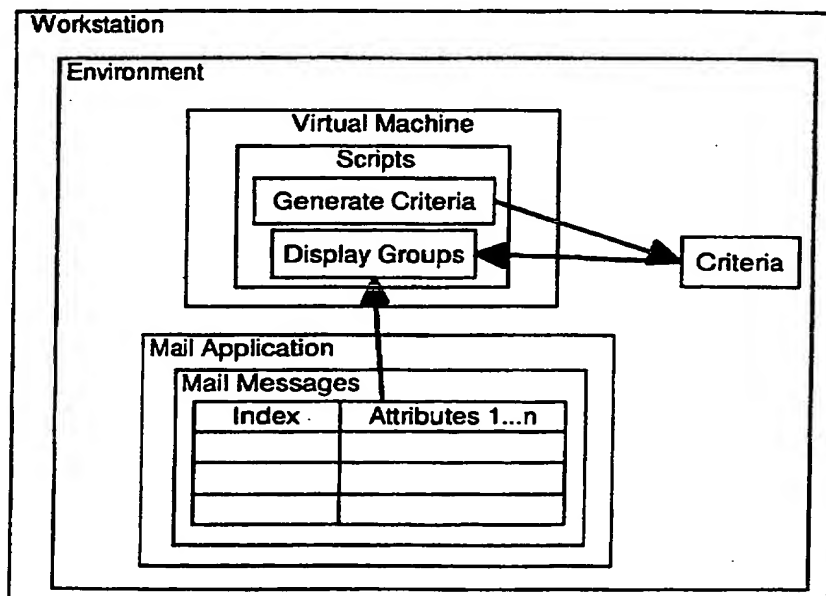 Workstation
Environment
Virtual Machine
Scripts
Generate Criteria
Display Groups
Criteria
Mail Application
Mail Messages
Index
Attributes 1...n